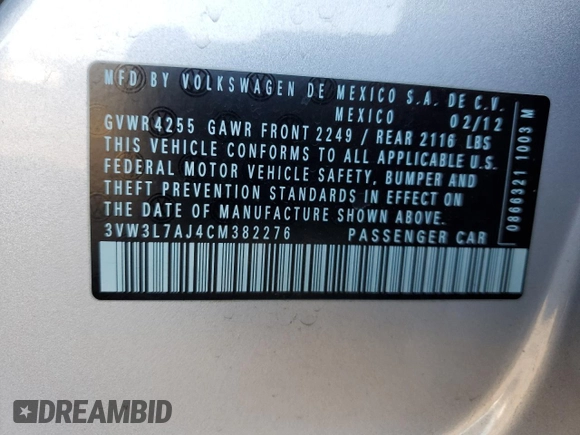 MFD BY VOLKSWAGEN DE MEXICO S.A. DE C.V.
MEXICO 02/12
GVWR 4255 GAWR FRONT 2249 / REAR 2116 LBS
THIS VEHICLE CONFORMS TO ALL APPLICABLE U.S.
FEDERAL MOTOR VEHICLE SAFETY, BUMPER AND
THEFT PREVENTION STANDARDS IN EFFECT ON
THE DATE OF MANUFACTURE SHOWN ABOVE.
3VW3L7AJ4CM382276 PASSENGER CAR
0866321 1003 M
DREAMBID